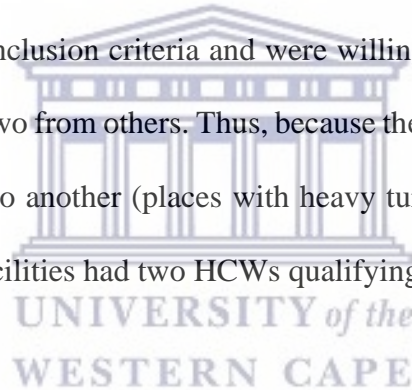 nclusion criteria and were willin
wo from others. Thus, because the
o another (places with heavy tu
cilities had two HCWs qualifying
UNIVERSITY of the
WESTERN CAPE